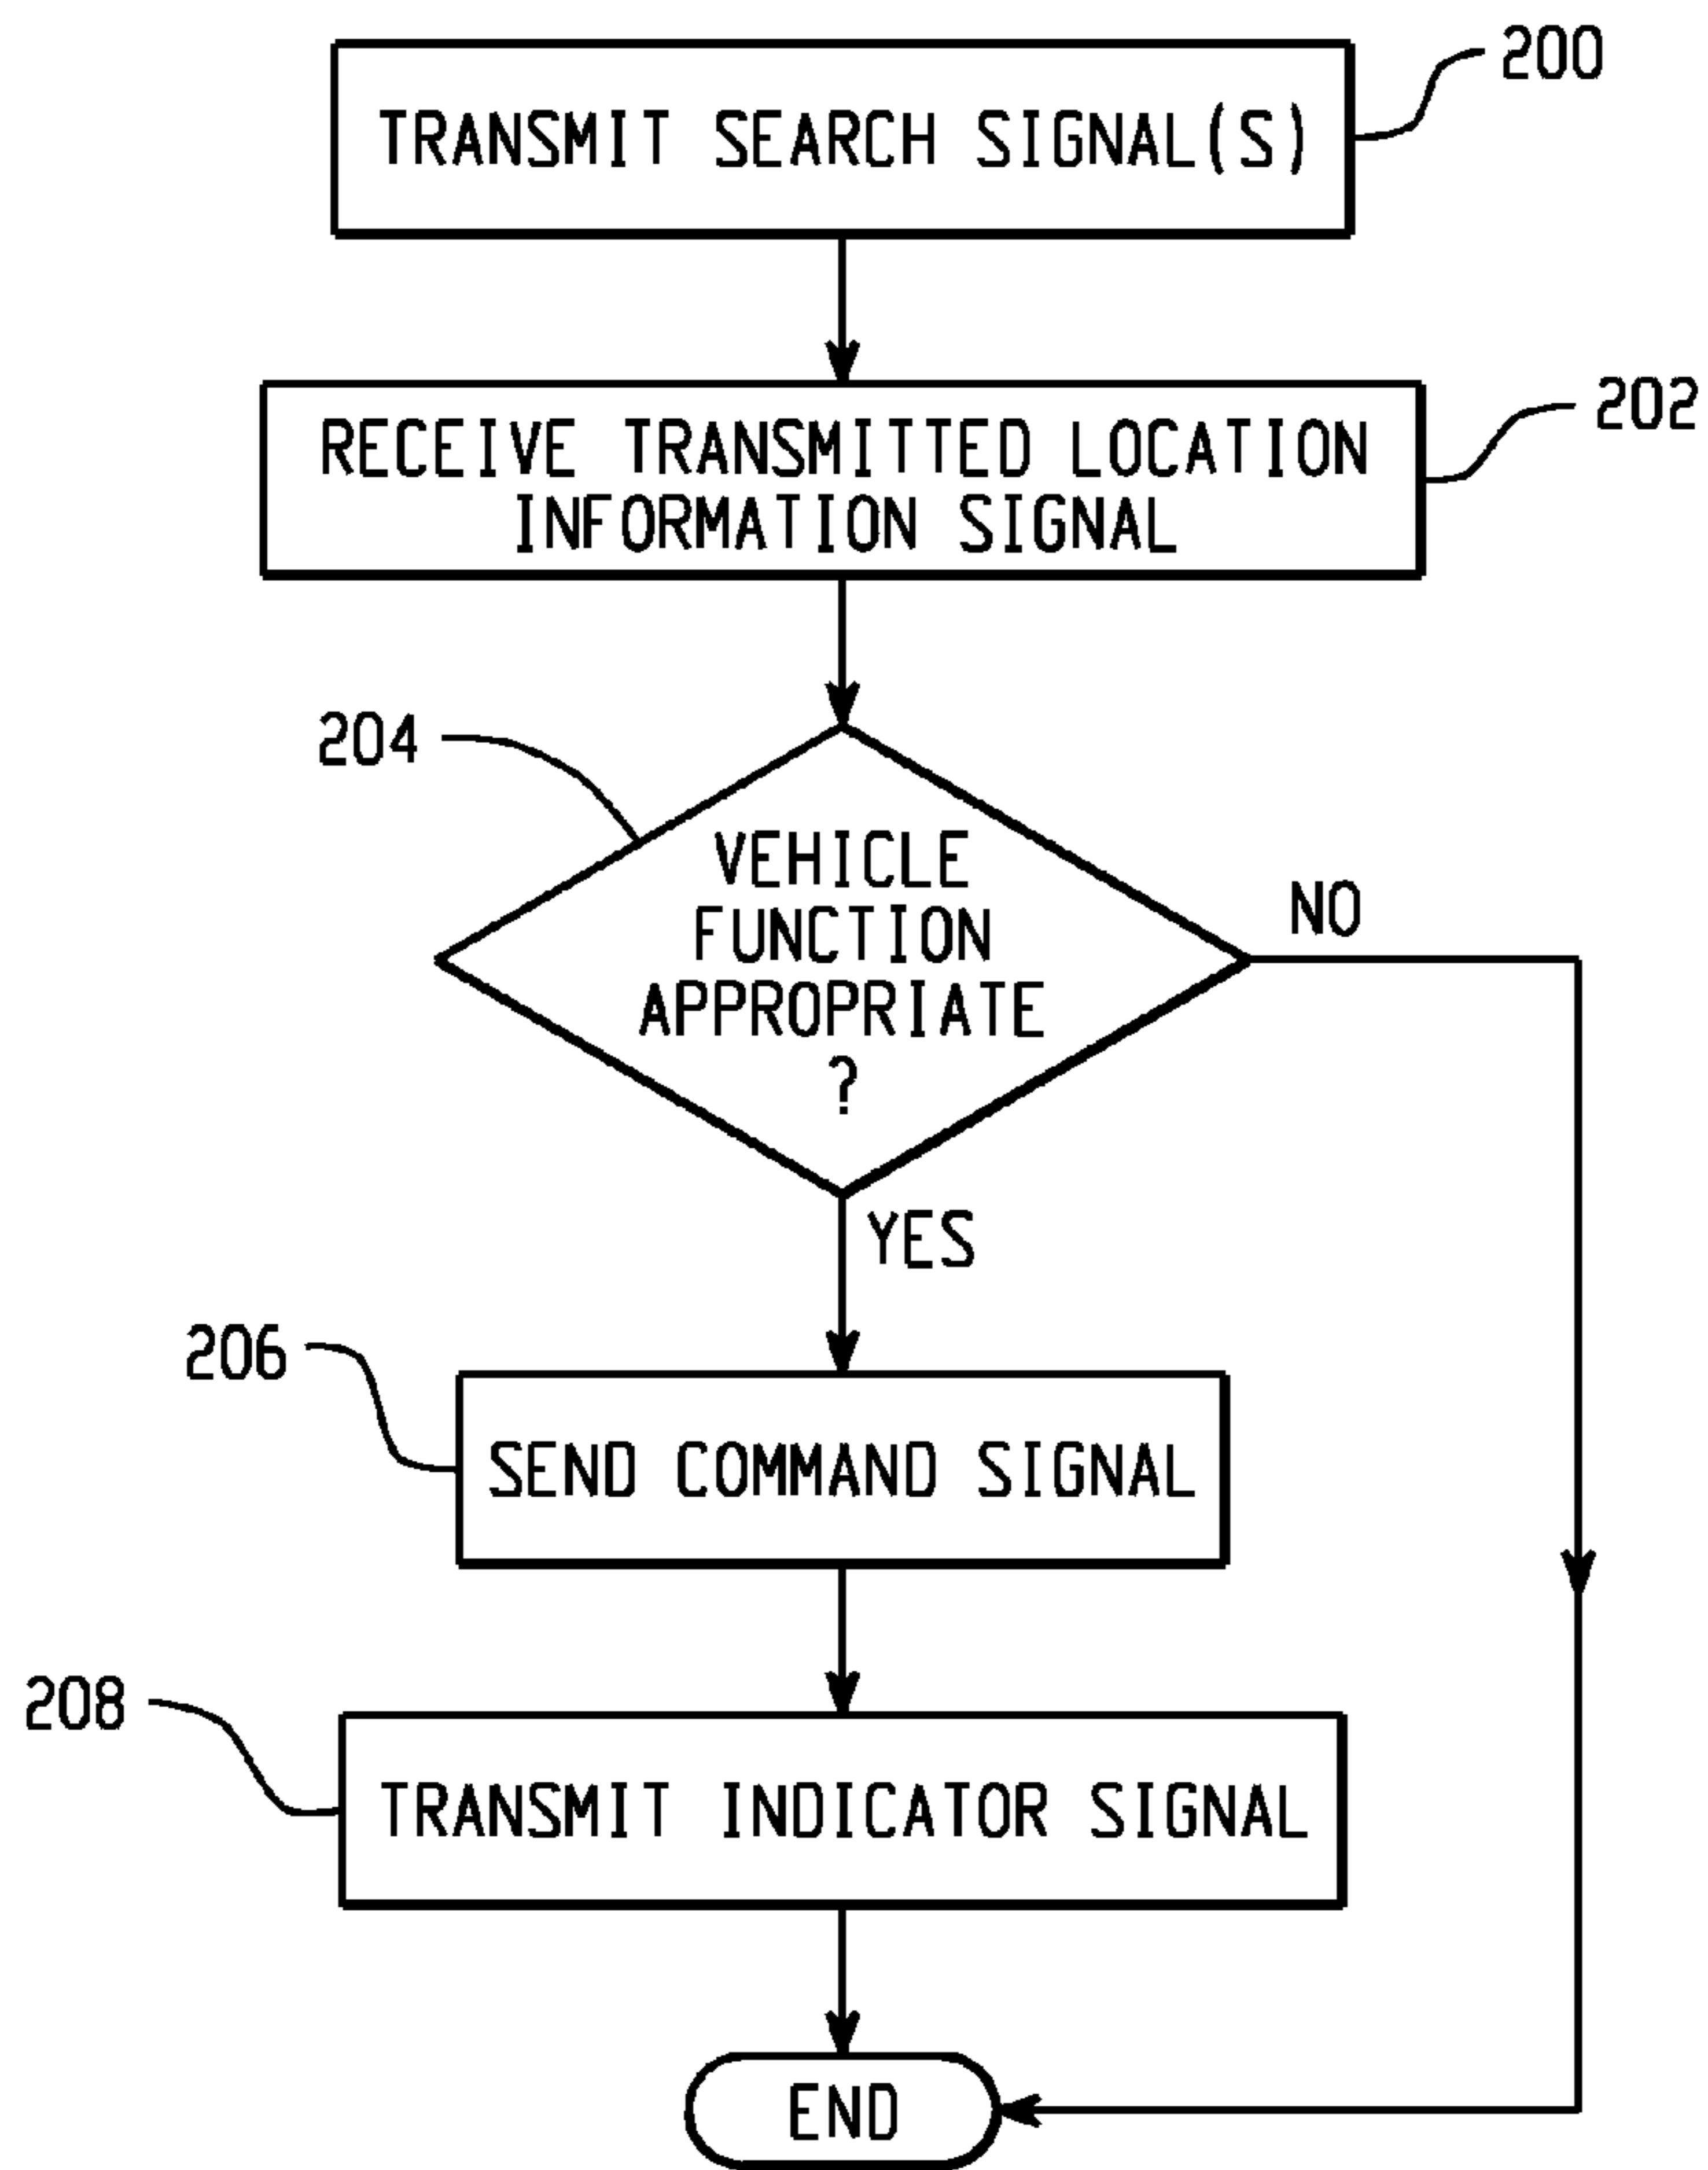 200
TRANSMIT SEARCH SIGNAL(S)
202
RECEIVE TRANSMITTED LOCATION
INFORMATION SIGNAL
204
VEHICLE
FUNCTION
APPROPRIATE
?
NO
YES
206
SEND COMMAND SIGNAL
208
TRANSMIT INDICATOR SIGNAL
END